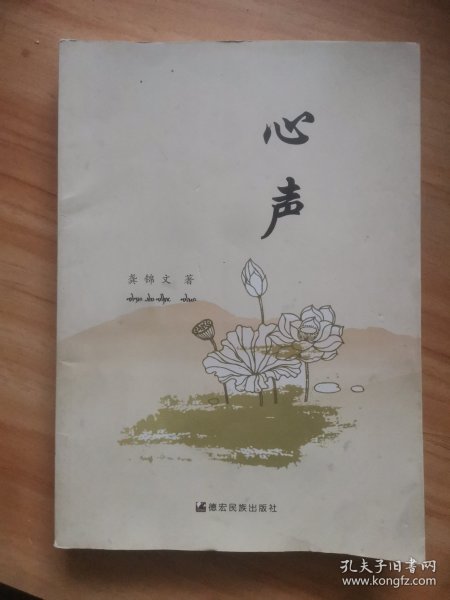 心
声
龚锦文 著
德宏民族出版社
孔夫子旧书网
www.kongfz.com